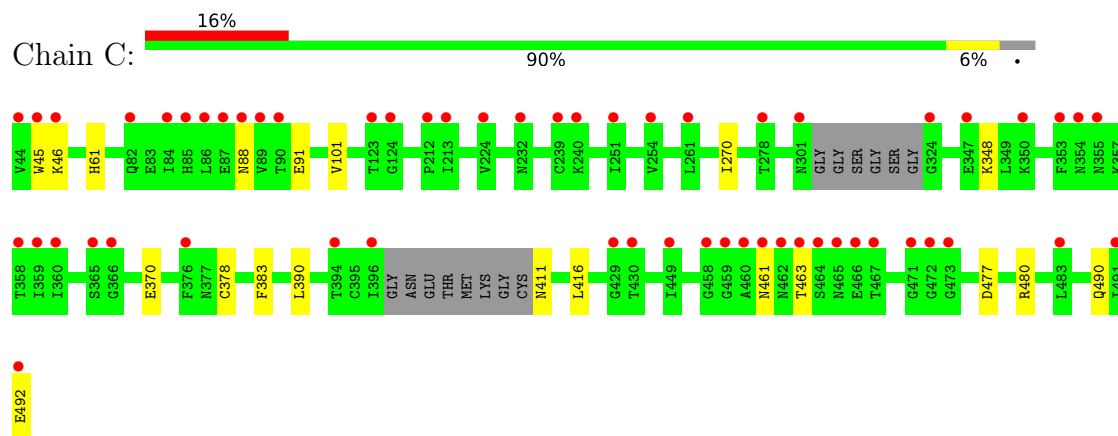 16%
Chain C:
90% 6% •
V44 W45 K46 H61 Q82 E83 I84 H85 L86 E87 N88 V89 T90 E91 V101 T123 G124 P212 I213 V224 N232 C239 K240 I251 V254 L261 I270 T278 N301 GLY GLY SER GLY SER GLY G324 E347 K348 L349 K350 F353 N354 N355 K357
T358 I359 I360 S365 G366 E370 F376 N377 C378 F383 L390 T394 C395 I396 GLY ASN GLU THR MET LYS GLY CYS N411 L416 G429 T430 I449 G458 G459 A460 N461 N462 T463 S464 N465 E466 T467 G471 G472 G473 D477 R480 L483 Q490 I491
E492